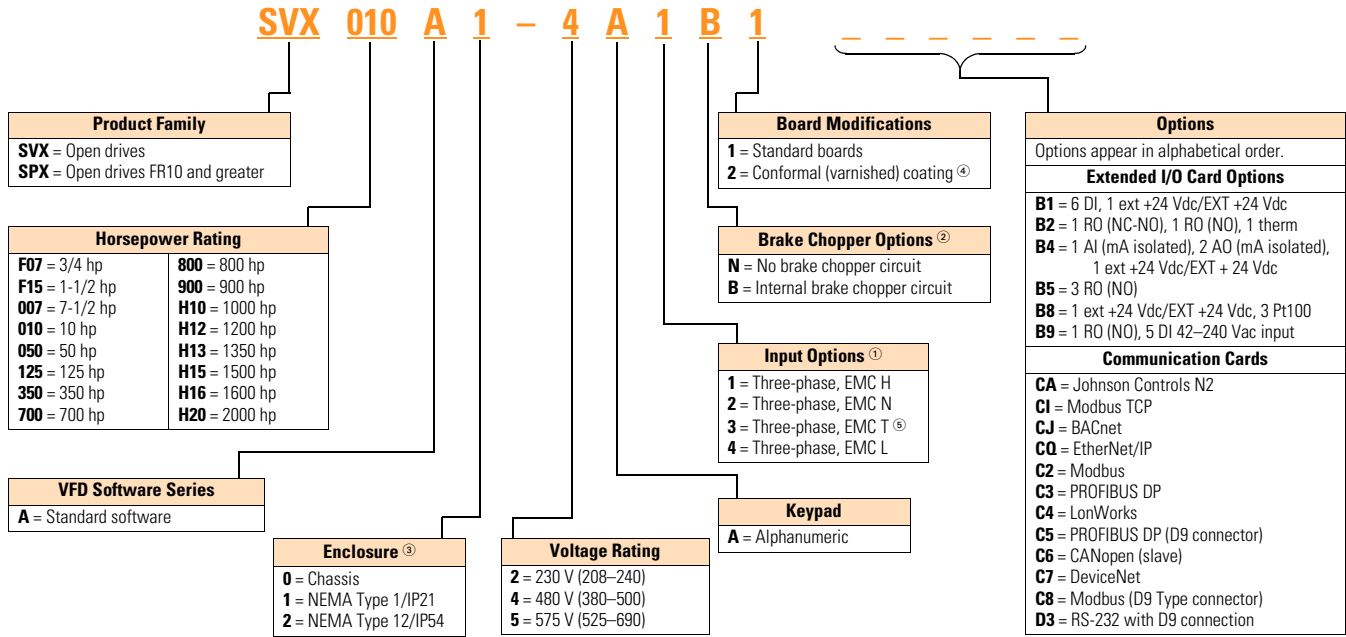 SVX 010 A 1 – 4 A 1 B 1 _ _ _ _ _ _
Product Family
SVX = Open drives
SPX = Open drives FR10 and greater
Horsepower Rating
F07 = 3/4 hp
F15 = 1-1/2 hp
007 = 7-1/2 hp
010 = 10 hp
050 = 50 hp
125 = 125 hp
350 = 350 hp
700 = 700 hp
800 = 800 hp
900 = 900 hp
H10 = 1000 hp
H12 = 1200 hp
H13 = 1350 hp
H15 = 1500 hp
H16 = 1600 hp
H20 = 2000 hp
VFD Software Series
A = Standard software
Enclosure ③
0 = Chassis
1 = NEMA Type 1/IP21
2 = NEMA Type 12/IP54
Voltage Rating
2 = 230 V (208–240)
4 = 480 V (380–500)
5 = 575 V (525–690)
Keypad
A = Alphanumeric
Input Options ①
1 = Three-phase, EMC H
2 = Three-phase, EMC N
3 = Three-phase, EMC T ⑤
4 = Three-phase, EMC L
Brake Chopper Options ②
N = No brake chopper circuit
B = Internal brake chopper circuit
Board Modifications
1 = Standard boards
2 = Conformal (varnished) coating ④
Options
Options appear in alphabetical order.
Extended I/O Card Options
B1 = 6 DI, 1 ext +24 Vdc/EXT +24 Vdc
B2 = 1 RO (NC-NO), 1 RO (NO), 1 therm
B4 = 1 AI (mA isolated), 2 AO (mA isolated),
1 ext +24 Vdc/EXT + 24 Vdc
B5 = 3 RO (NO)
B8 = 1 ext +24 Vdc/EXT +24 Vdc, 3 Pt100
B9 = 1 RO (NO), 5 DI 42–240 Vac input
Communication Cards
CA = Johnson Controls N2
CI = Modbus TCP
CJ = BACnet
CQ = EtherNet/IP
C2 = Modbus
C3 = PROFIBUS DP
C4 = LonWorks
C5 = PROFIBUS DP (D9 connector)
C6 = CANopen (slave)
C7 = DeviceNet
C8 = Modbus (D9 Type connector)
D3 = RS-232 with D9 connection